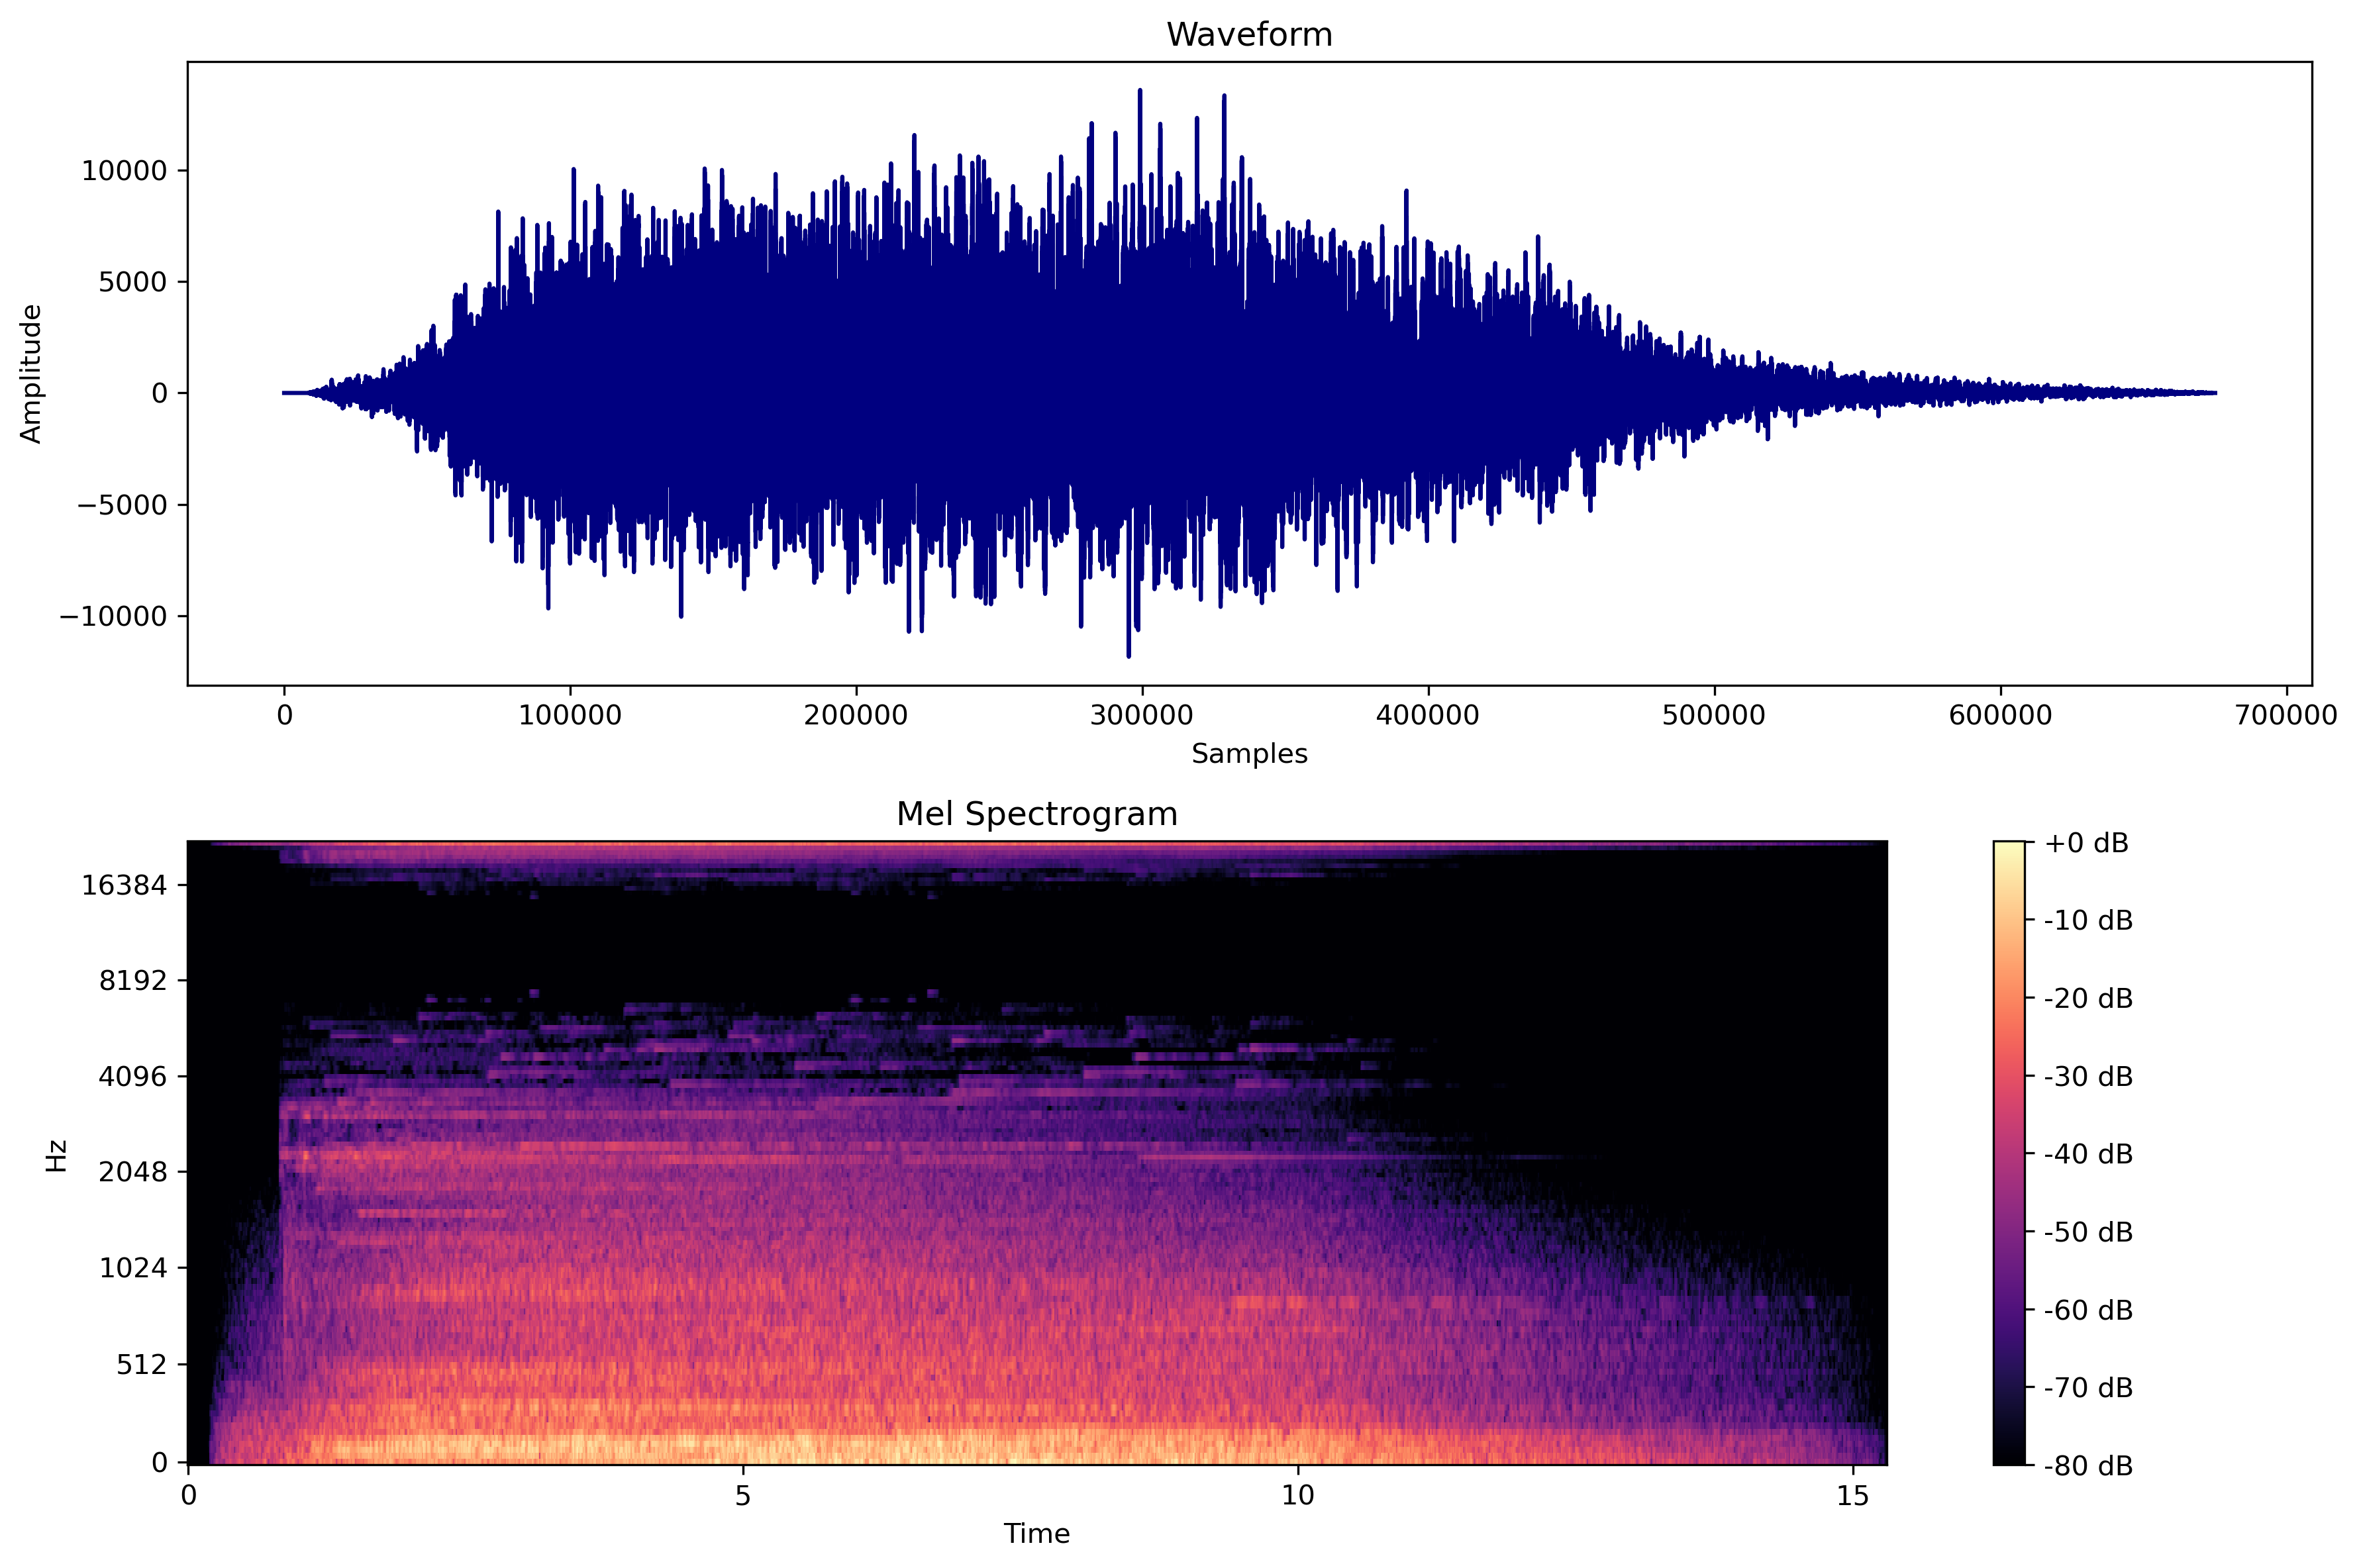 Waveform
Amplitude
10000
5000
0
−5000
−10000
0 100000 200000 300000 400000 500000 600000 700000
Samples
Mel Spectrogram
Hz
16384
8192
4096
2048
1024
512
0
0 5 10 15
Time
+0 dB
-10 dB
-20 dB
-30 dB
-40 dB
-50 dB
-60 dB
-70 dB
-80 dB